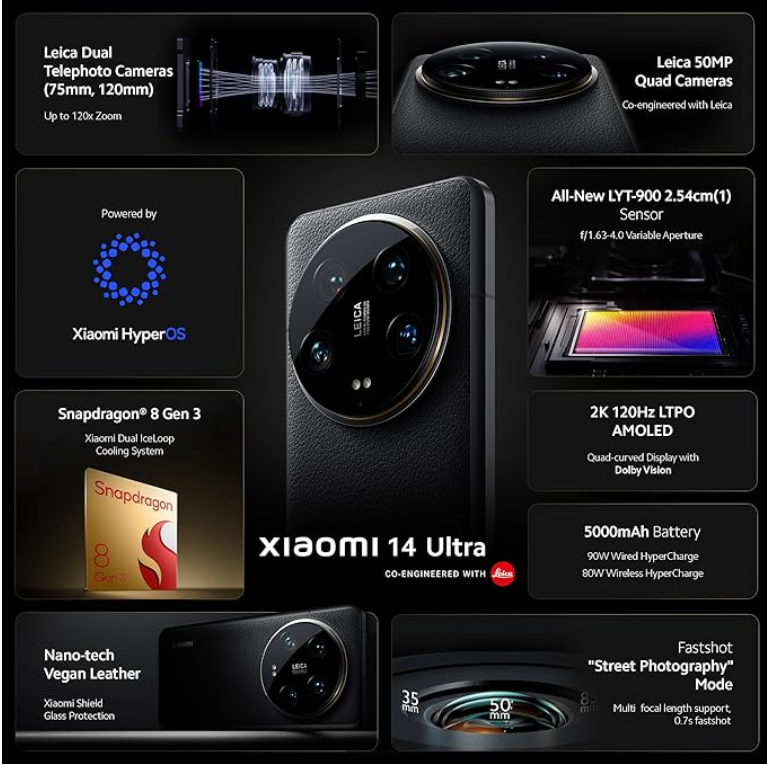 Leica Dual
Telephoto Cameras
(75mm, 120mm)
Up to 120x Zoom
Leica 50MP
Quad Cameras
Co-engineered with Leica
Powered by
Xiaomi HyperOS
LEICA
All-New LYT-900 2.54cm(1)
Sensor
f/1.63-4.0 Variable Aperture
Snapdragon® 8 Gen 3
Xiaomi Dual IceLoop
Cooling System
Snapdragon
8
Gen 3
2K 120Hz LTPO
AMOLED
Quad-curved Display with
Dolby Vision
5000mAh Battery
90W Wired HyperCharge
80W Wireless HyperCharge
xiaomi 14 Ultra
CO-ENGINEERED WITH Leica
Nano-tech
Vegan Leather
Xiaomi Shield
Glass Protection
xiaomi
LEICA
Fastshot
"Street Photography"
Mode
Multi focal length support,
0.7s fastshot
35
mm
50
mm
85
mm